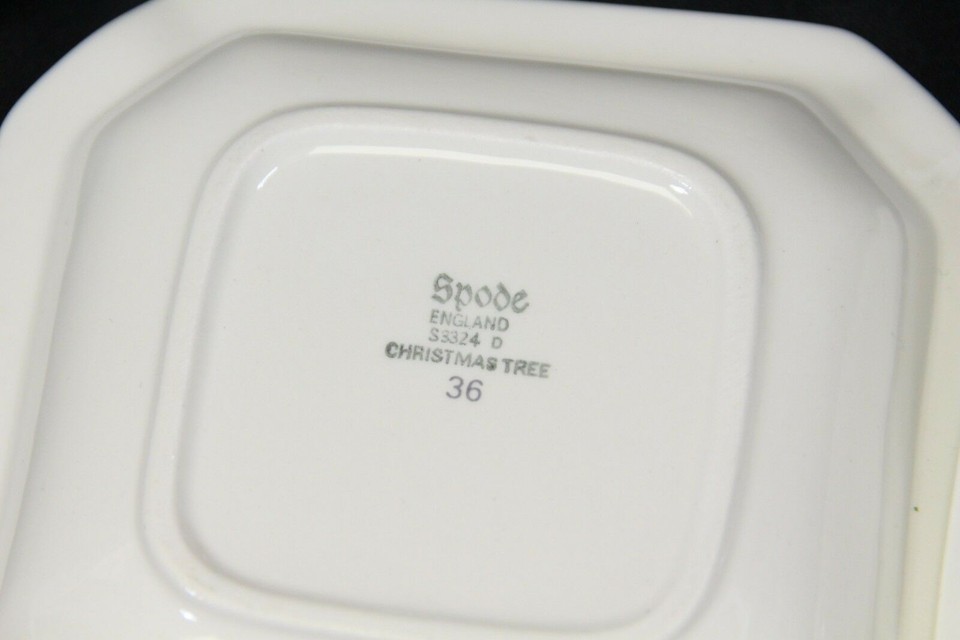 Spode
ENGLAND
S3324 D
CHRISTMAS TREE
36